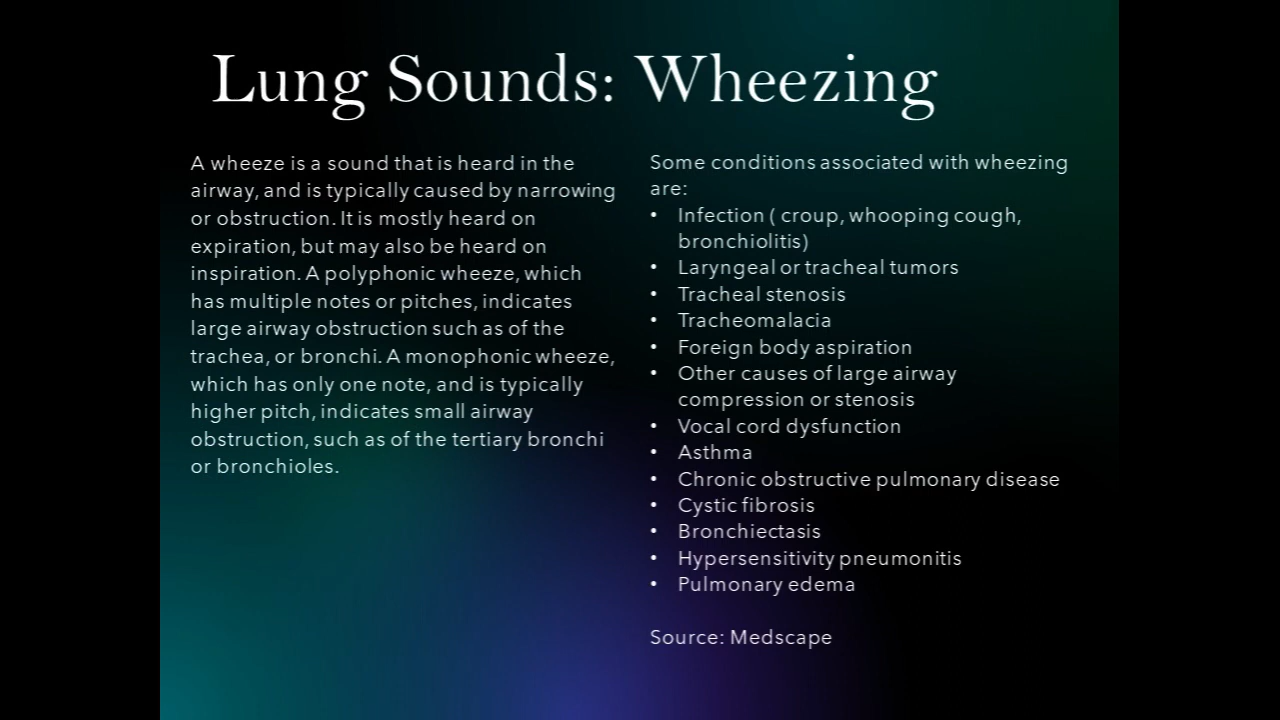 Lung Sounds: Wheezing
A wheeze is a sound that is heard in the
airway, and is typically caused by narrowing
or obstruction. It is mostly heard on
expiration, but may also be heard on
inspiration. A polyphonic wheeze, which
has multiple notes or pitches, indicates
large airway obstruction such as of the
trachea, or bronchi. A monophonic wheeze,
which has only one note, and is typically
higher pitch, indicates small airway
obstruction, such as of the tertiary bronchi
or bronchioles.
Some conditions associated with wheezing
are:
• Infection ( croup, whooping cough,
bronchiolitis)
• Laryngeal or tracheal tumors
• Tracheal stenosis
• Tracheomalacia
• Foreign body aspiration
• Other causes of large airway
compression or stenosis
• Vocal cord dysfunction
• Asthma
• Chronic obstructive pulmonary disease
• Cystic fibrosis
• Bronchiectasis
• Hypersensitivity pneumonitis
• Pulmonary edema
Source: Medscape